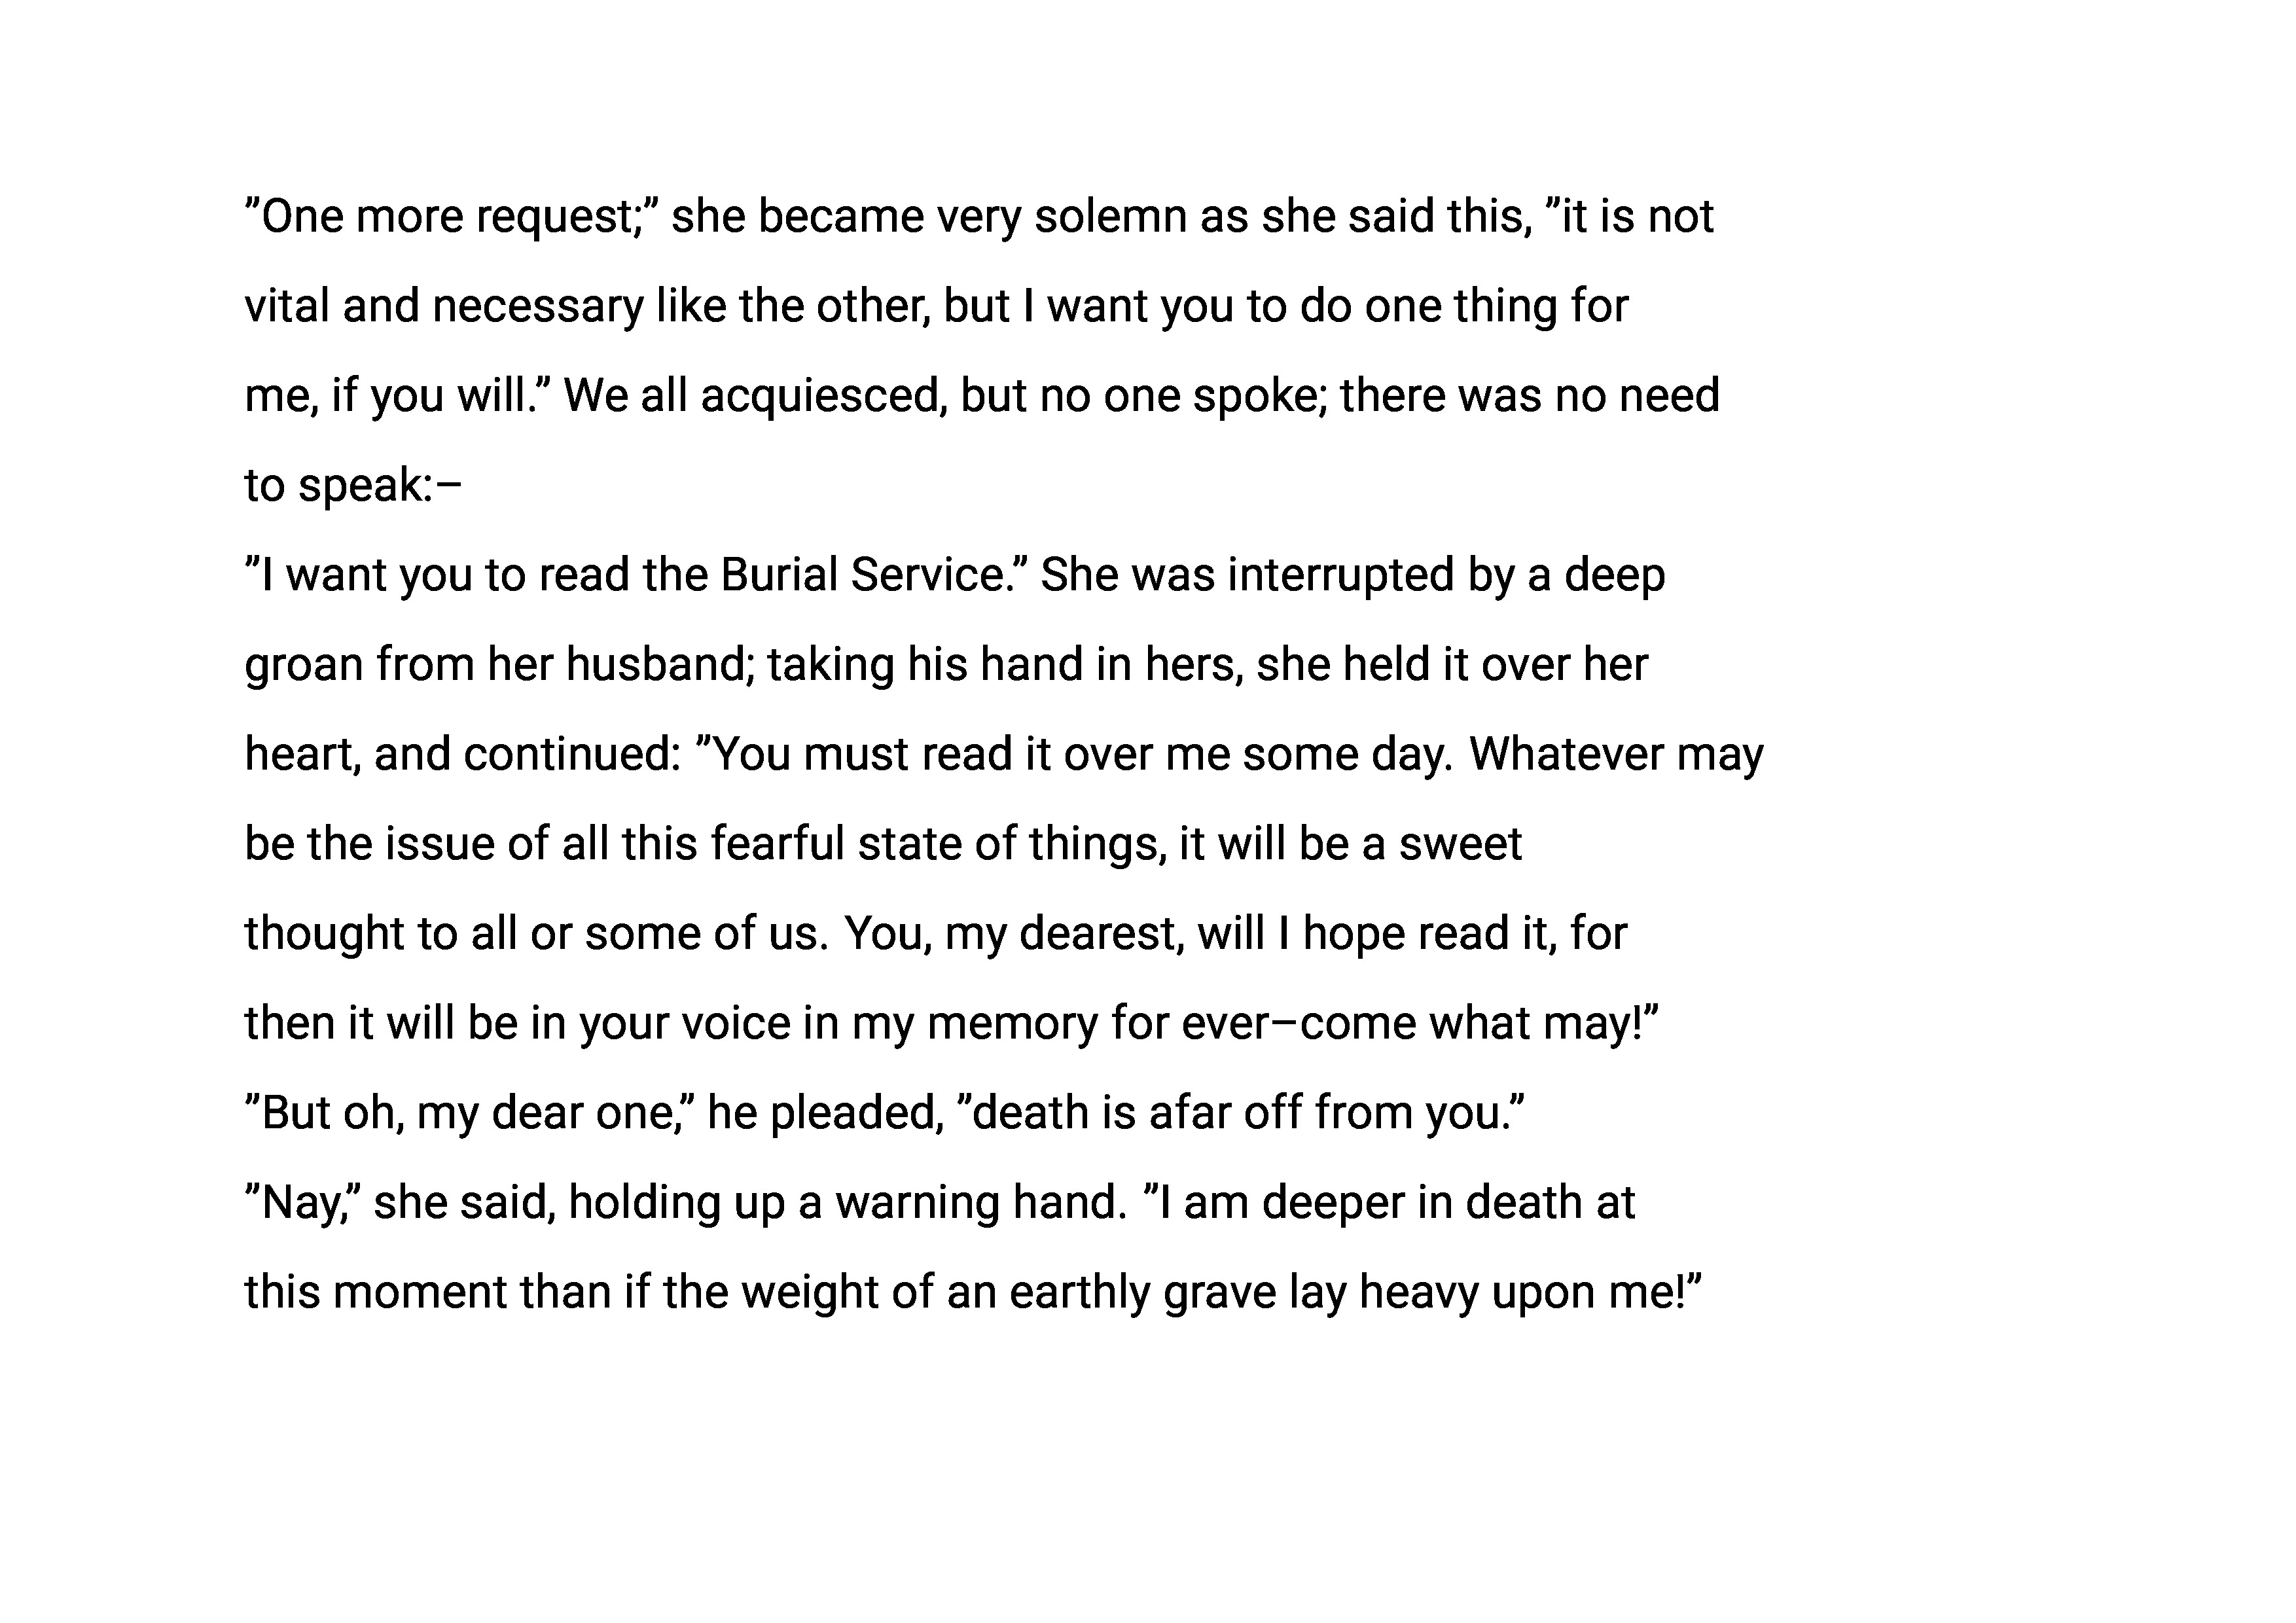 ”One more request;” she became very solemn as she said this, ”it is not
vital and necessary like the other, but I want you to do one thing for
me, if you will.” We all acquiesced, but no one spoke; there was no need
to speak:–
”I want you to read the Burial Service.” She was interrupted by a deep
groan from her husband; taking his hand in hers, she held it over her
heart, and continued: ”You must read it over me some day. Whatever may
be the issue of all this fearful state of things, it will be a sweet
thought to all or some of us. You, my dearest, will I hope read it, for
then it will be in your voice in my memory for ever–come what may!”
”But oh, my dear one,” he pleaded, ”death is afar off from you.”
”Nay,” she said, holding up a warning hand. ”I am deeper in death at
this moment than if the weight of an earthly grave lay heavy upon me!”